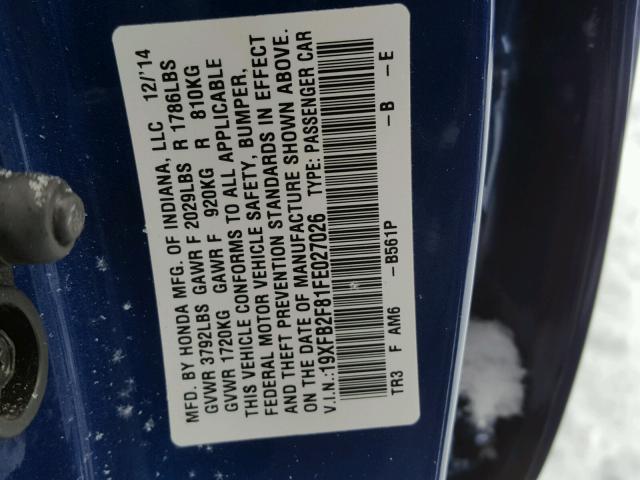 MFD. BY HONDA MFG. OF INDIANA, LLC 12/'14
GVWR 3792LBS GAWR F 2029LBS R 1786LBS
GVWR 1720KG GAWR F 920KG R 810KG
THIS VEHICLE CONFORMS TO ALL APPLICABLE
FEDERAL MOTOR VEHICLE SAFETY, BUMPER,
AND THEFT PREVENTION STANDARDS IN EFFECT
ON THE DATE OF MANUFACTURE SHOWN ABOVE.
V.I.N.:19XFB2F81FE027026 TYPE: PASSENGER CAR
TR3 F AM6 -B561P -B -E